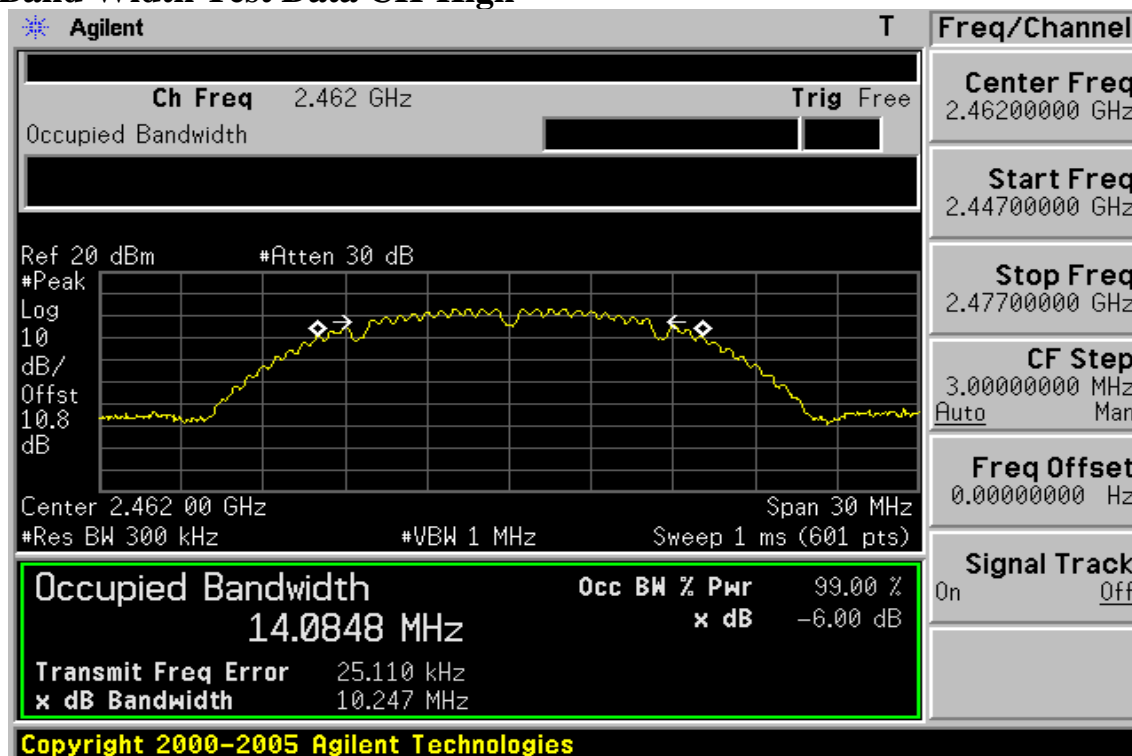 Band Width Test Data CH-High
Agilent T
Freq/Channel
Ch Freq 2.462 GHz Trig Free
Occupied Bandwidth
Center Freq
2.46200000 GHz
Start Freq
2.44700000 GHz
Stop Freq
2.47700000 GHz
CF Step
3.00000000 MHz
Auto Man
Freq Offset
0.00000000 Hz
Signal Track
On Off
Ref 20 dBm #Atten 30 dB
#Peak
Log
10
dB/
Offst
10.8
dB
Center 2.462 00 GHz Span 30 MHz
#Res BW 300 kHz #VBW 1 MHz Sweep 1 ms (601 pts)
Occupied Bandwidth Occ BW % Pwr 99.00 %
14.0848 MHz x dB -6.00 dB
Transmit Freq Error 25.110 kHz
x dB Bandwidth 10.247 MHz
Copyright 2000-2005 Agilent Technologies